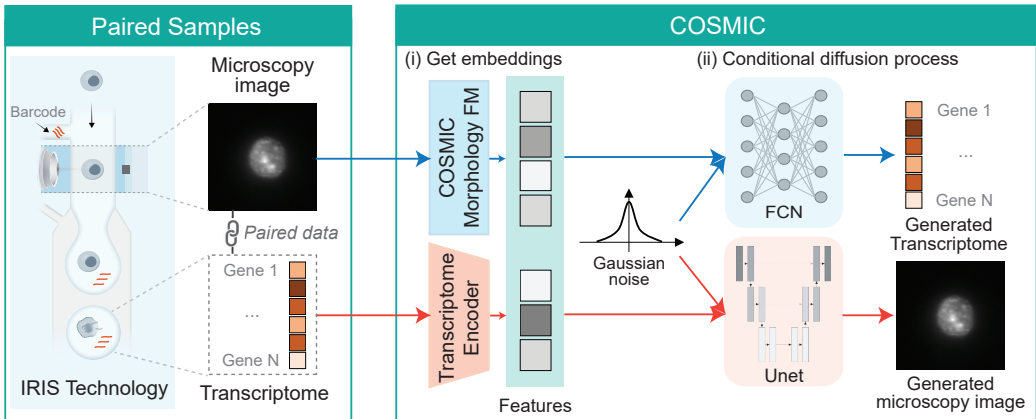 Paired Samples
Microscopy
image
Barcode
Paired data
Gene 1
...
Gene N
IRIS Technology
Transcriptome
COSMIC
(i) Get embeddings
(ii) Conditional diffusion process
COSMIC
Morphology FM
Transcriptome
Encoder
Features
Gaussian
noise
FCN
Gene 1
...
Gene N
Generated
Transcriptome
Unet
Generated
microscopy image